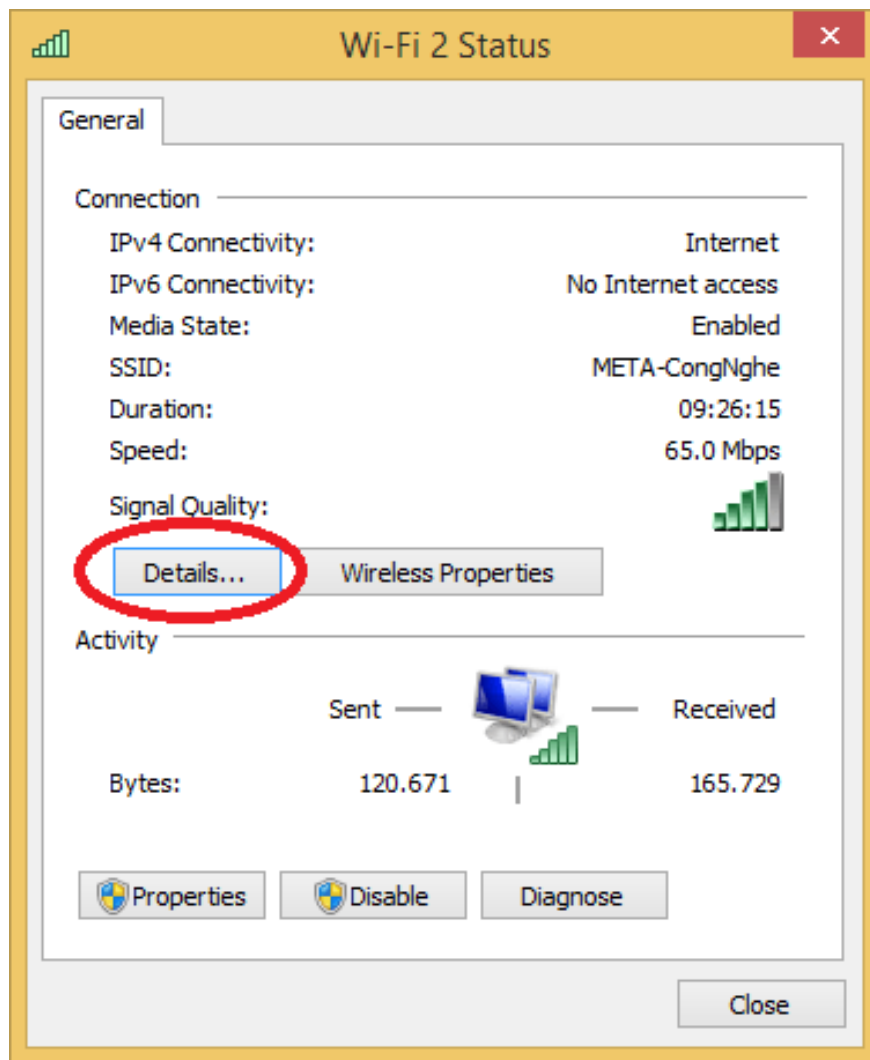 Wi-Fi 2 Status
General
Connection
IPv4 Connectivity: Internet
IPv6 Connectivity: No Internet access
Media State: Enabled
SSID: META-CongNghe
Duration: 09:26:15
Speed: 65.0 Mbps
Signal Quality:
Details... Wireless Properties
Activity
Sent Received
Bytes: 120.671 165.729
Properties Disable Diagnose
Close